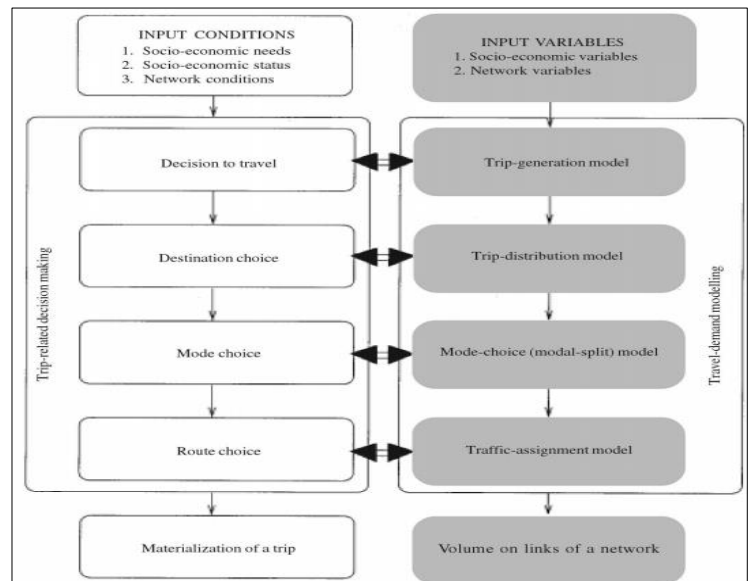 INPUT CONDITIONS
1. Socio-economic needs
2. Socio-economic status
3. Network conditions
INPUT VARIABLES
1. Socio-economic variables
2. Network variables
Trip-related decision making
Decision to travel
Trip-generation model
Destination choice
Trip-distribution model
Mode choice
Mode-choice (modal-split) model
Route choice
Traffic-assignment model
Travel-demand modelling
Materialization of a trip
Volume on links of a network